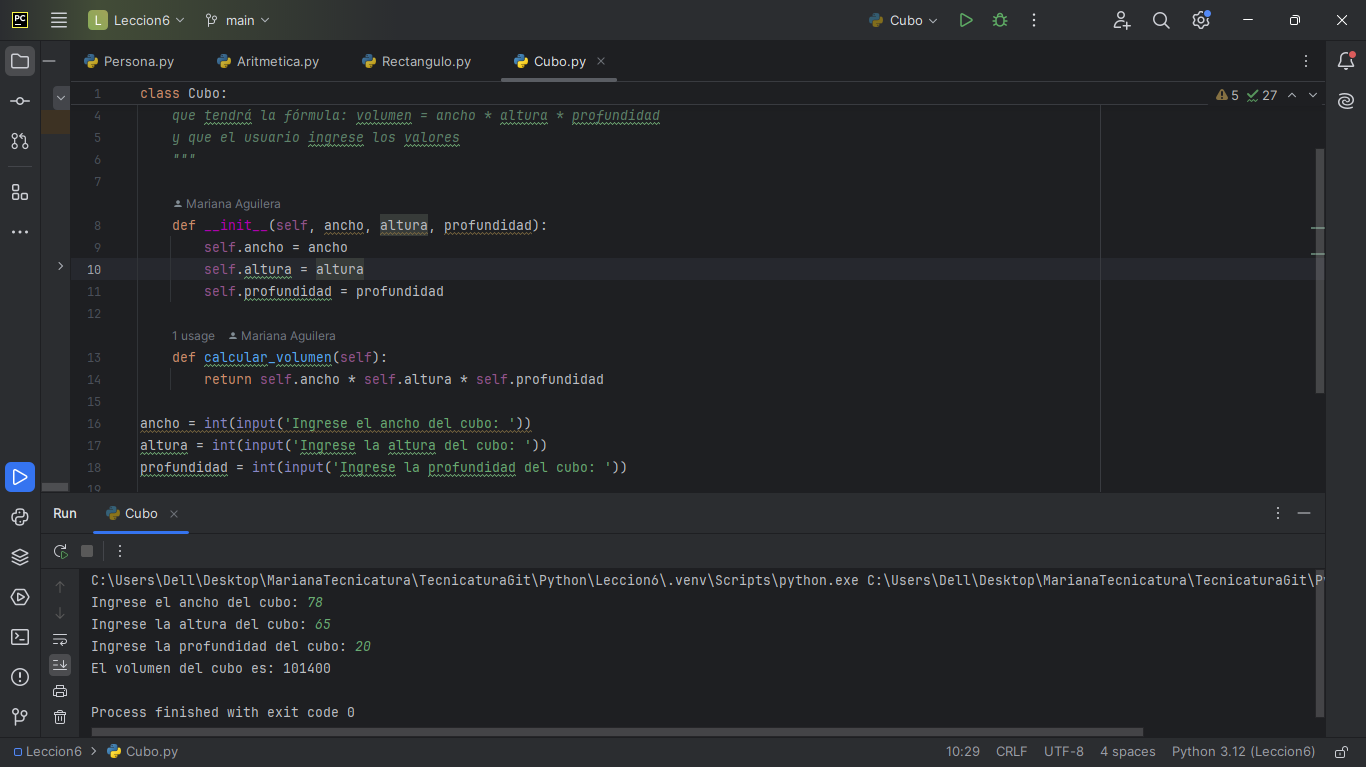 PC
L Leccion6 main Cubo
Persona.py Aritmetica.py Rectangulo.py Cubo.py
1 class Cubo: 5 27
4 que tendrá la fórmula: volumen = ancho * altura * profundidad
5 y que el usuario ingrese los valores
6 """
7
Mariana Aguilera
8 def __init__(self, ancho, altura, profundidad):
9 self.ancho = ancho
10 self.altura = altura
11 self.profundidad = profundidad
12
1 usage Mariana Aguilera
13 def calcular_volumen(self):
14 return self.ancho * self.altura * self.profundidad
15
16 ancho = int(input('Ingrese el ancho del cubo: '))
17 altura = int(input('Ingrese la altura del cubo: '))
18 profundidad = int(input('Ingrese la profundidad del cubo: '))
19
Run Cubo
C:\Users\Dell\Desktop\MarianaTecnicatura\TecnicaturaGit\Python\Leccion6\.venv\Scripts\python.exe C:\Users\Dell\Desktop\MarianaTecnicatura\TecnicaturaGit\P
Ingrese el ancho del cubo: 78
Ingrese la altura del cubo: 65
Ingrese la profundidad del cubo: 20
El volumen del cubo es: 101400
Process finished with exit code 0
Leccion6 Cubo.py 10:29 CRLF UTF-8 4 spaces Python 3.12 (Leccion6)